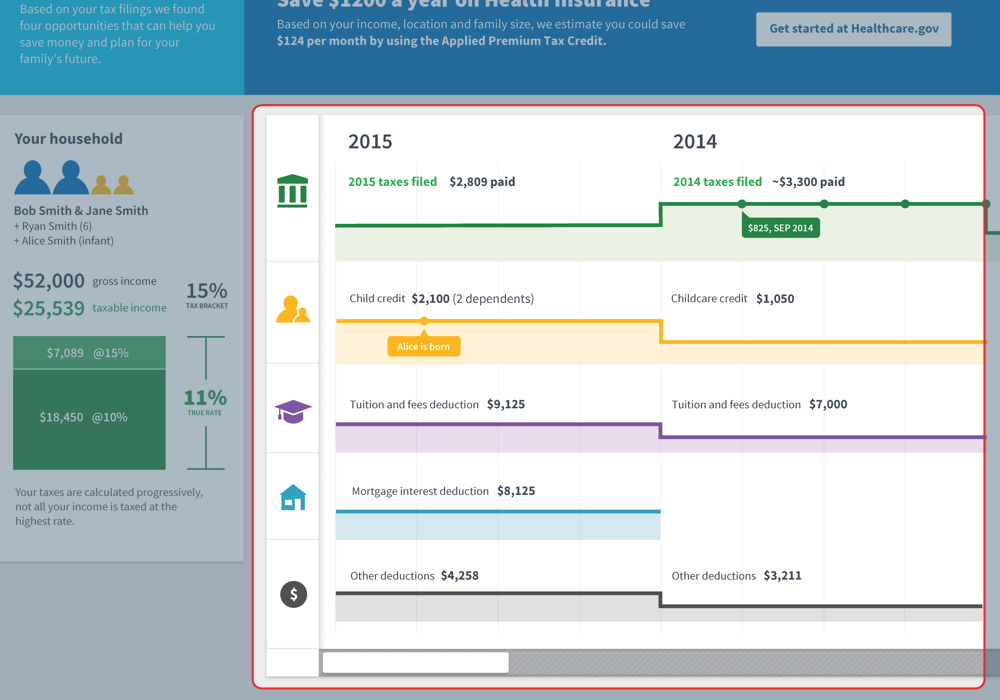 Based on your tax filings we found
four opportunities that can help you
save money and plan for your
family's future.
Save $1200 a year on Health Insurance
Based on your income, location and family size, we estimate you could save
$124 per month by using the Applied Premium Tax Credit.
Get started at Healthcare.gov
Your household
Bob Smith & Jane Smith
+ Ryan Smith (6)
+ Alice Smith (infant)
$52,000 gross income
$25,539 taxable income
15%
TAX BRACKET
$7,089 @15%
$18,450 @10%
11%
TRUE RATE
Your taxes are calculated progressively,
not all your income is taxed at the
highest rate.
2015
2014
2015 taxes filed $2,809 paid
2014 taxes filed ~$3,300 paid
$825, SEP 2014
Child credit $2,100 (2 dependents)
Childcare credit $1,050
Alice is born
Tuition and fees deduction $9,125
Tuition and fees deduction $7,000
Mortgage interest deduction $8,125
Other deductions $4,258
Other deductions $3,211
$